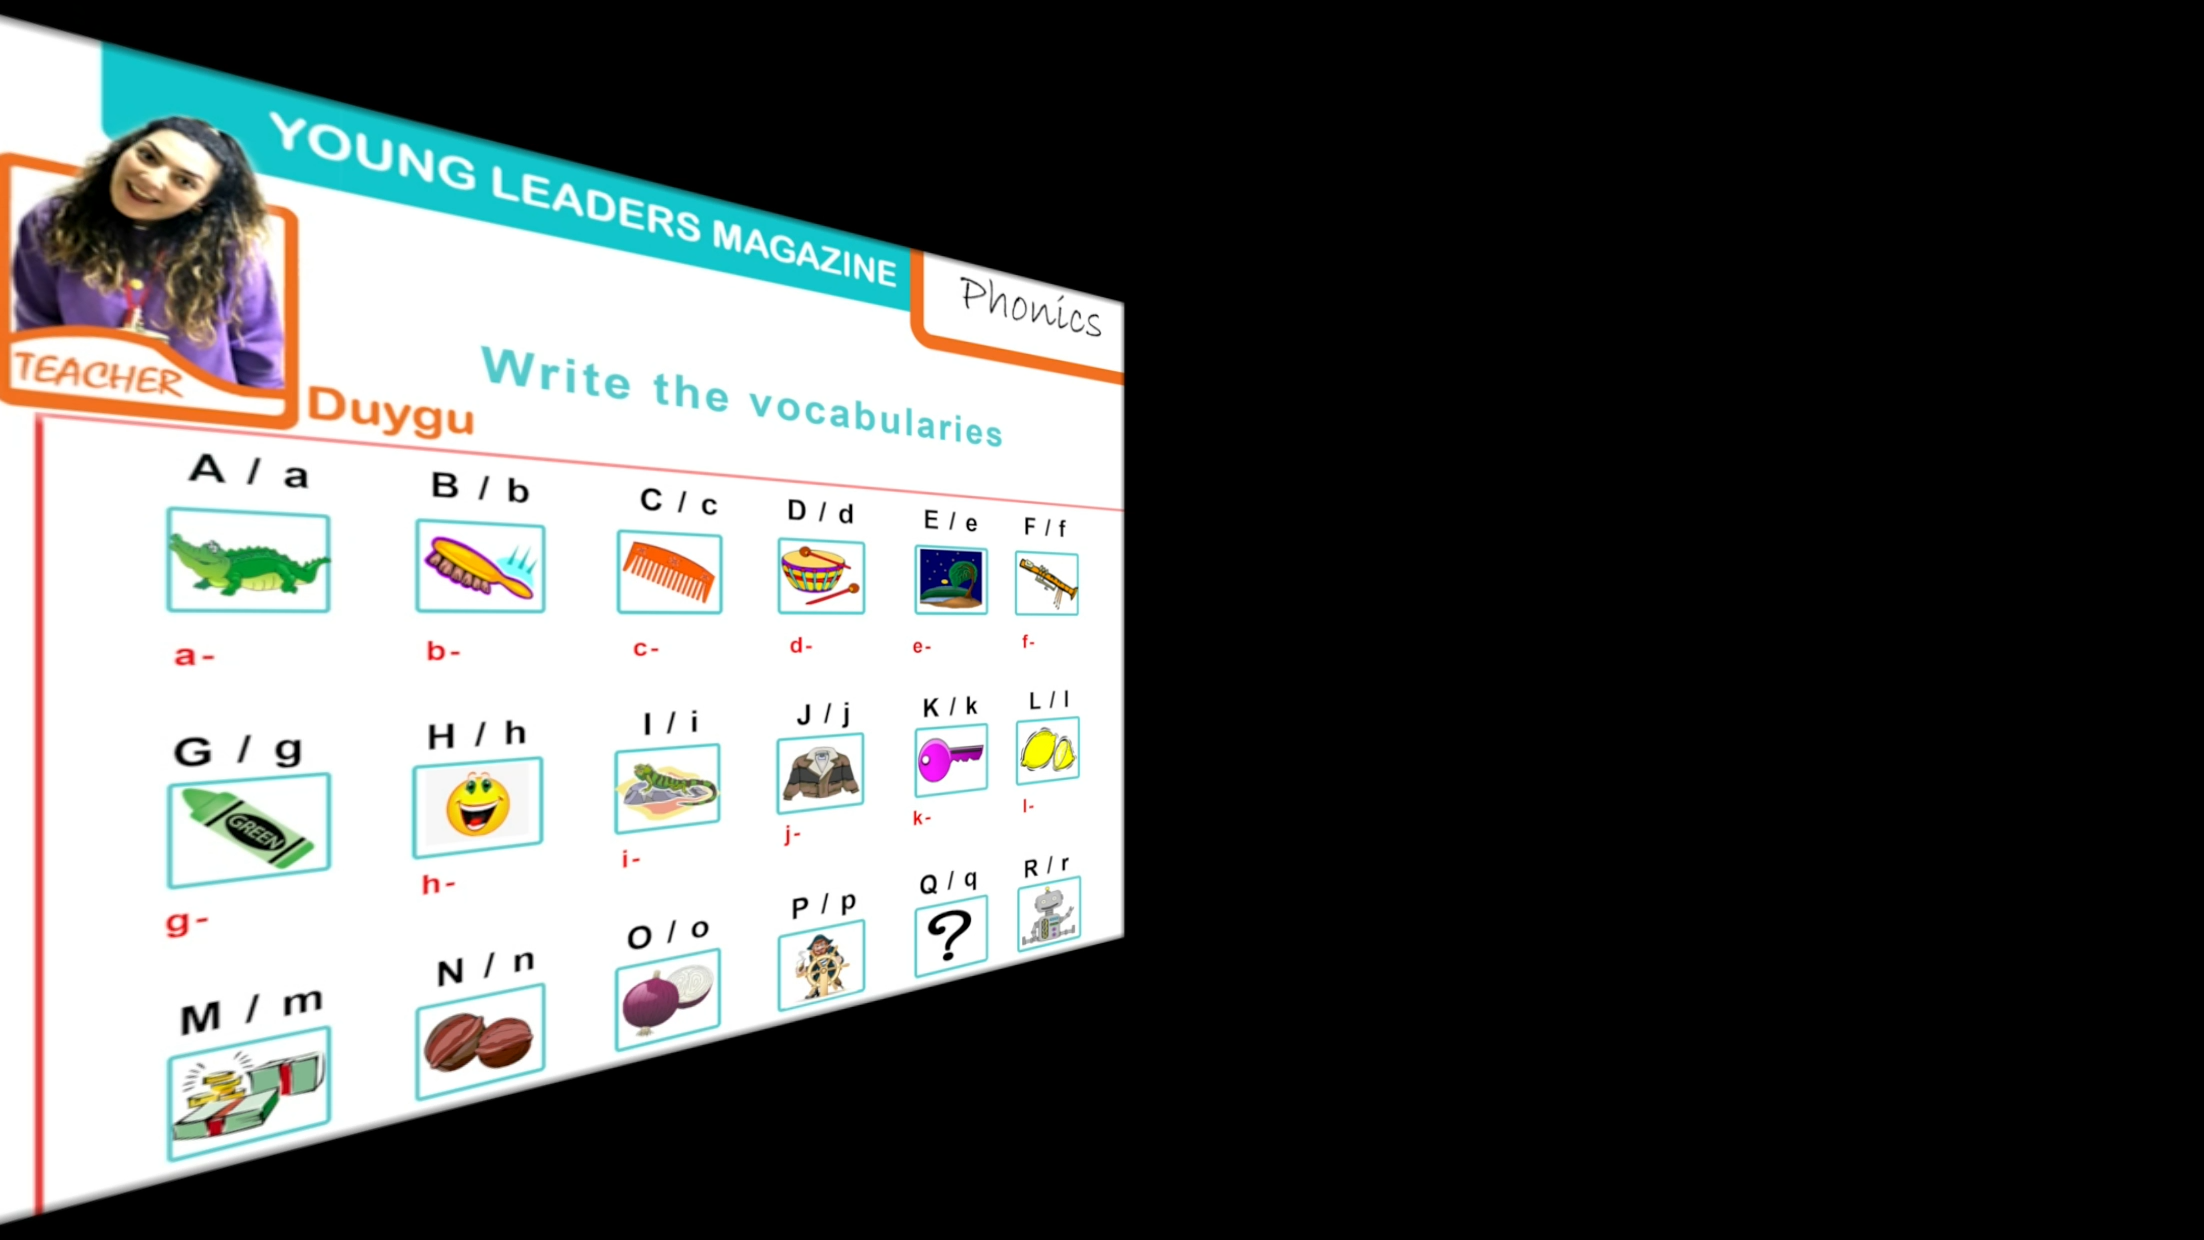 YOUNG LEADERS MAGAZINE
Phonics
TEACHER
Duygu
Write the vocabularies
A / a
B / b
C / c
D / d
E / e
F / f
a-
b-
c-
d-
e-
f-
G / g
H / h
I / i
J / j
K / k
L / l
GREEN
g-
h-
i-
j-
k-
l-
M / m
N / n
O / o
P / p
Q / q
R / r
?